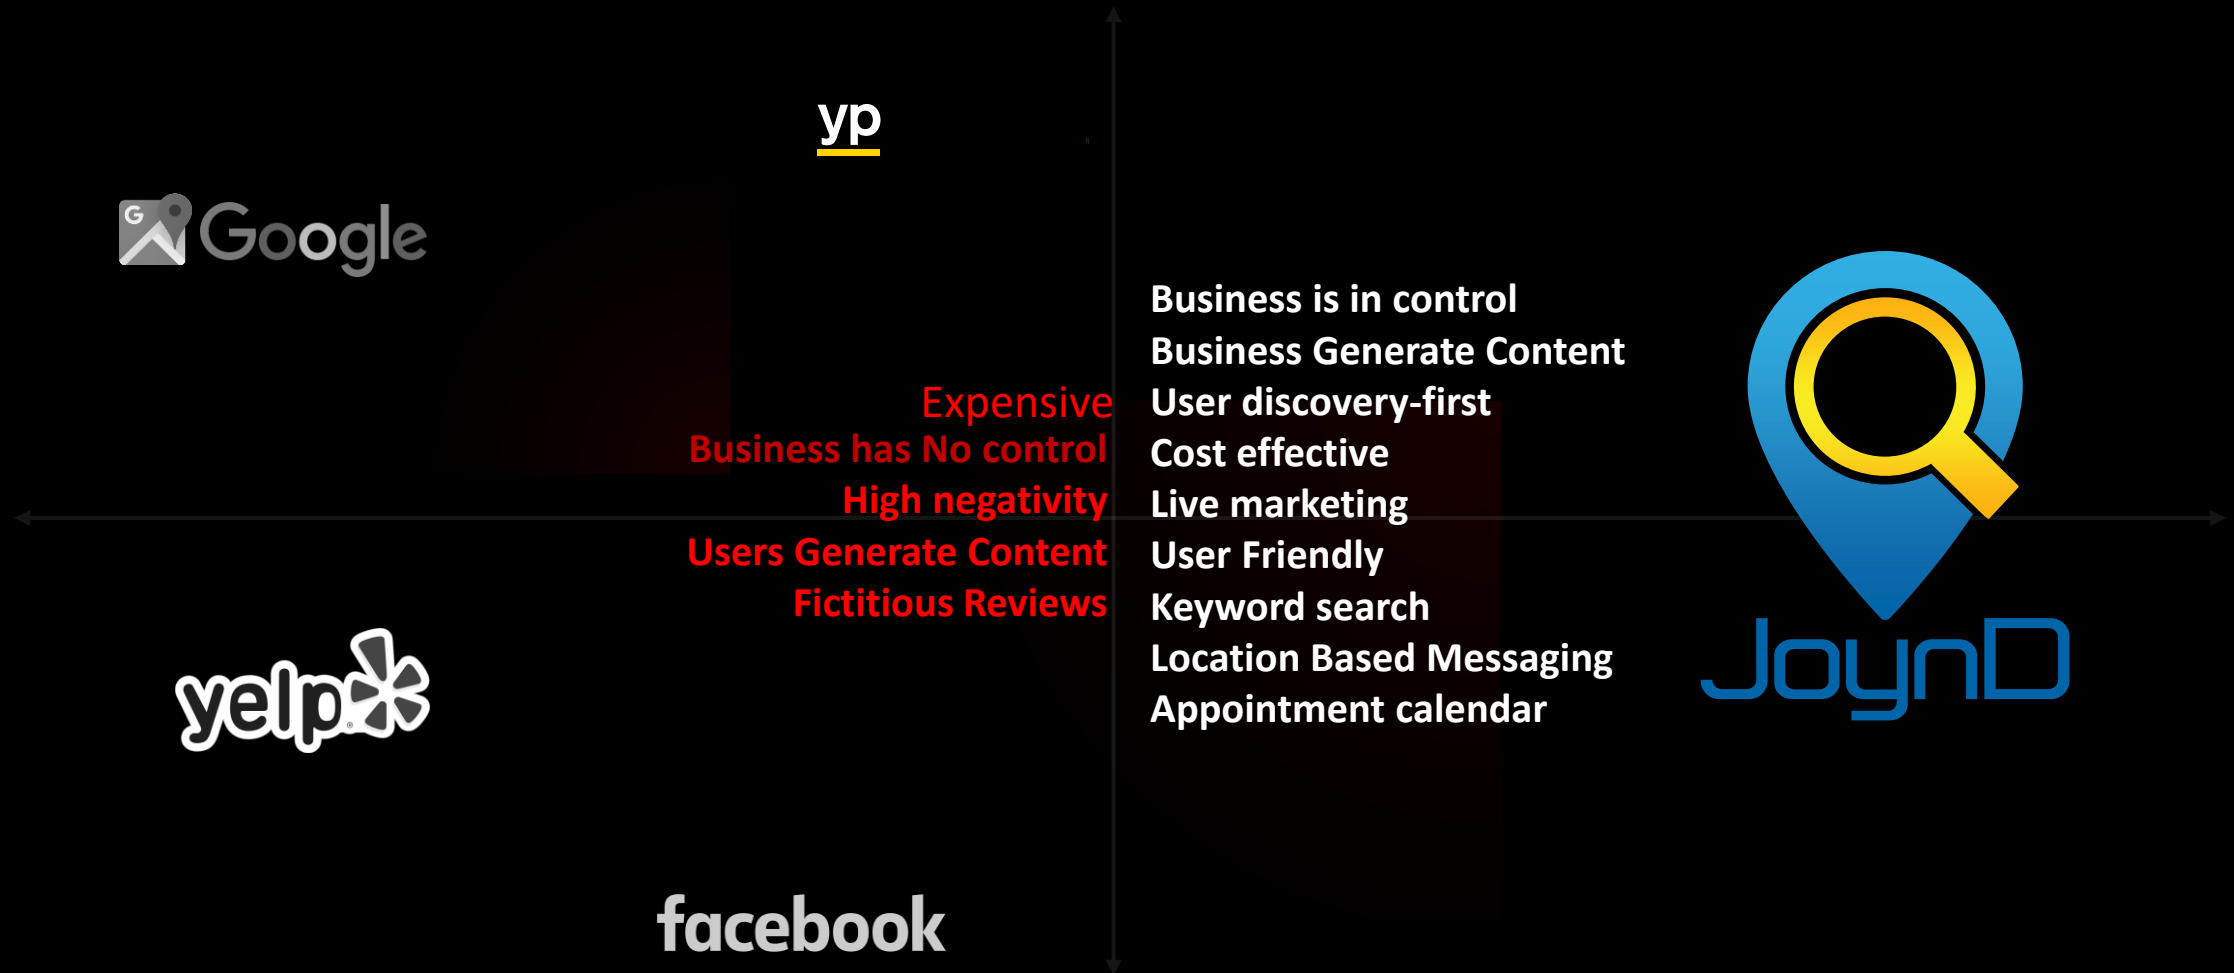 yp
G
Google
Expensive
Business has No control
High negativity
Users Generate Content
Fictitious Reviews
yelp
facebook
Business is in control
Business Generate Content
User discovery-first
Cost effective
Live marketing
User Friendly
Keyword search
Location Based Messaging
Appointment calendar
JoynD